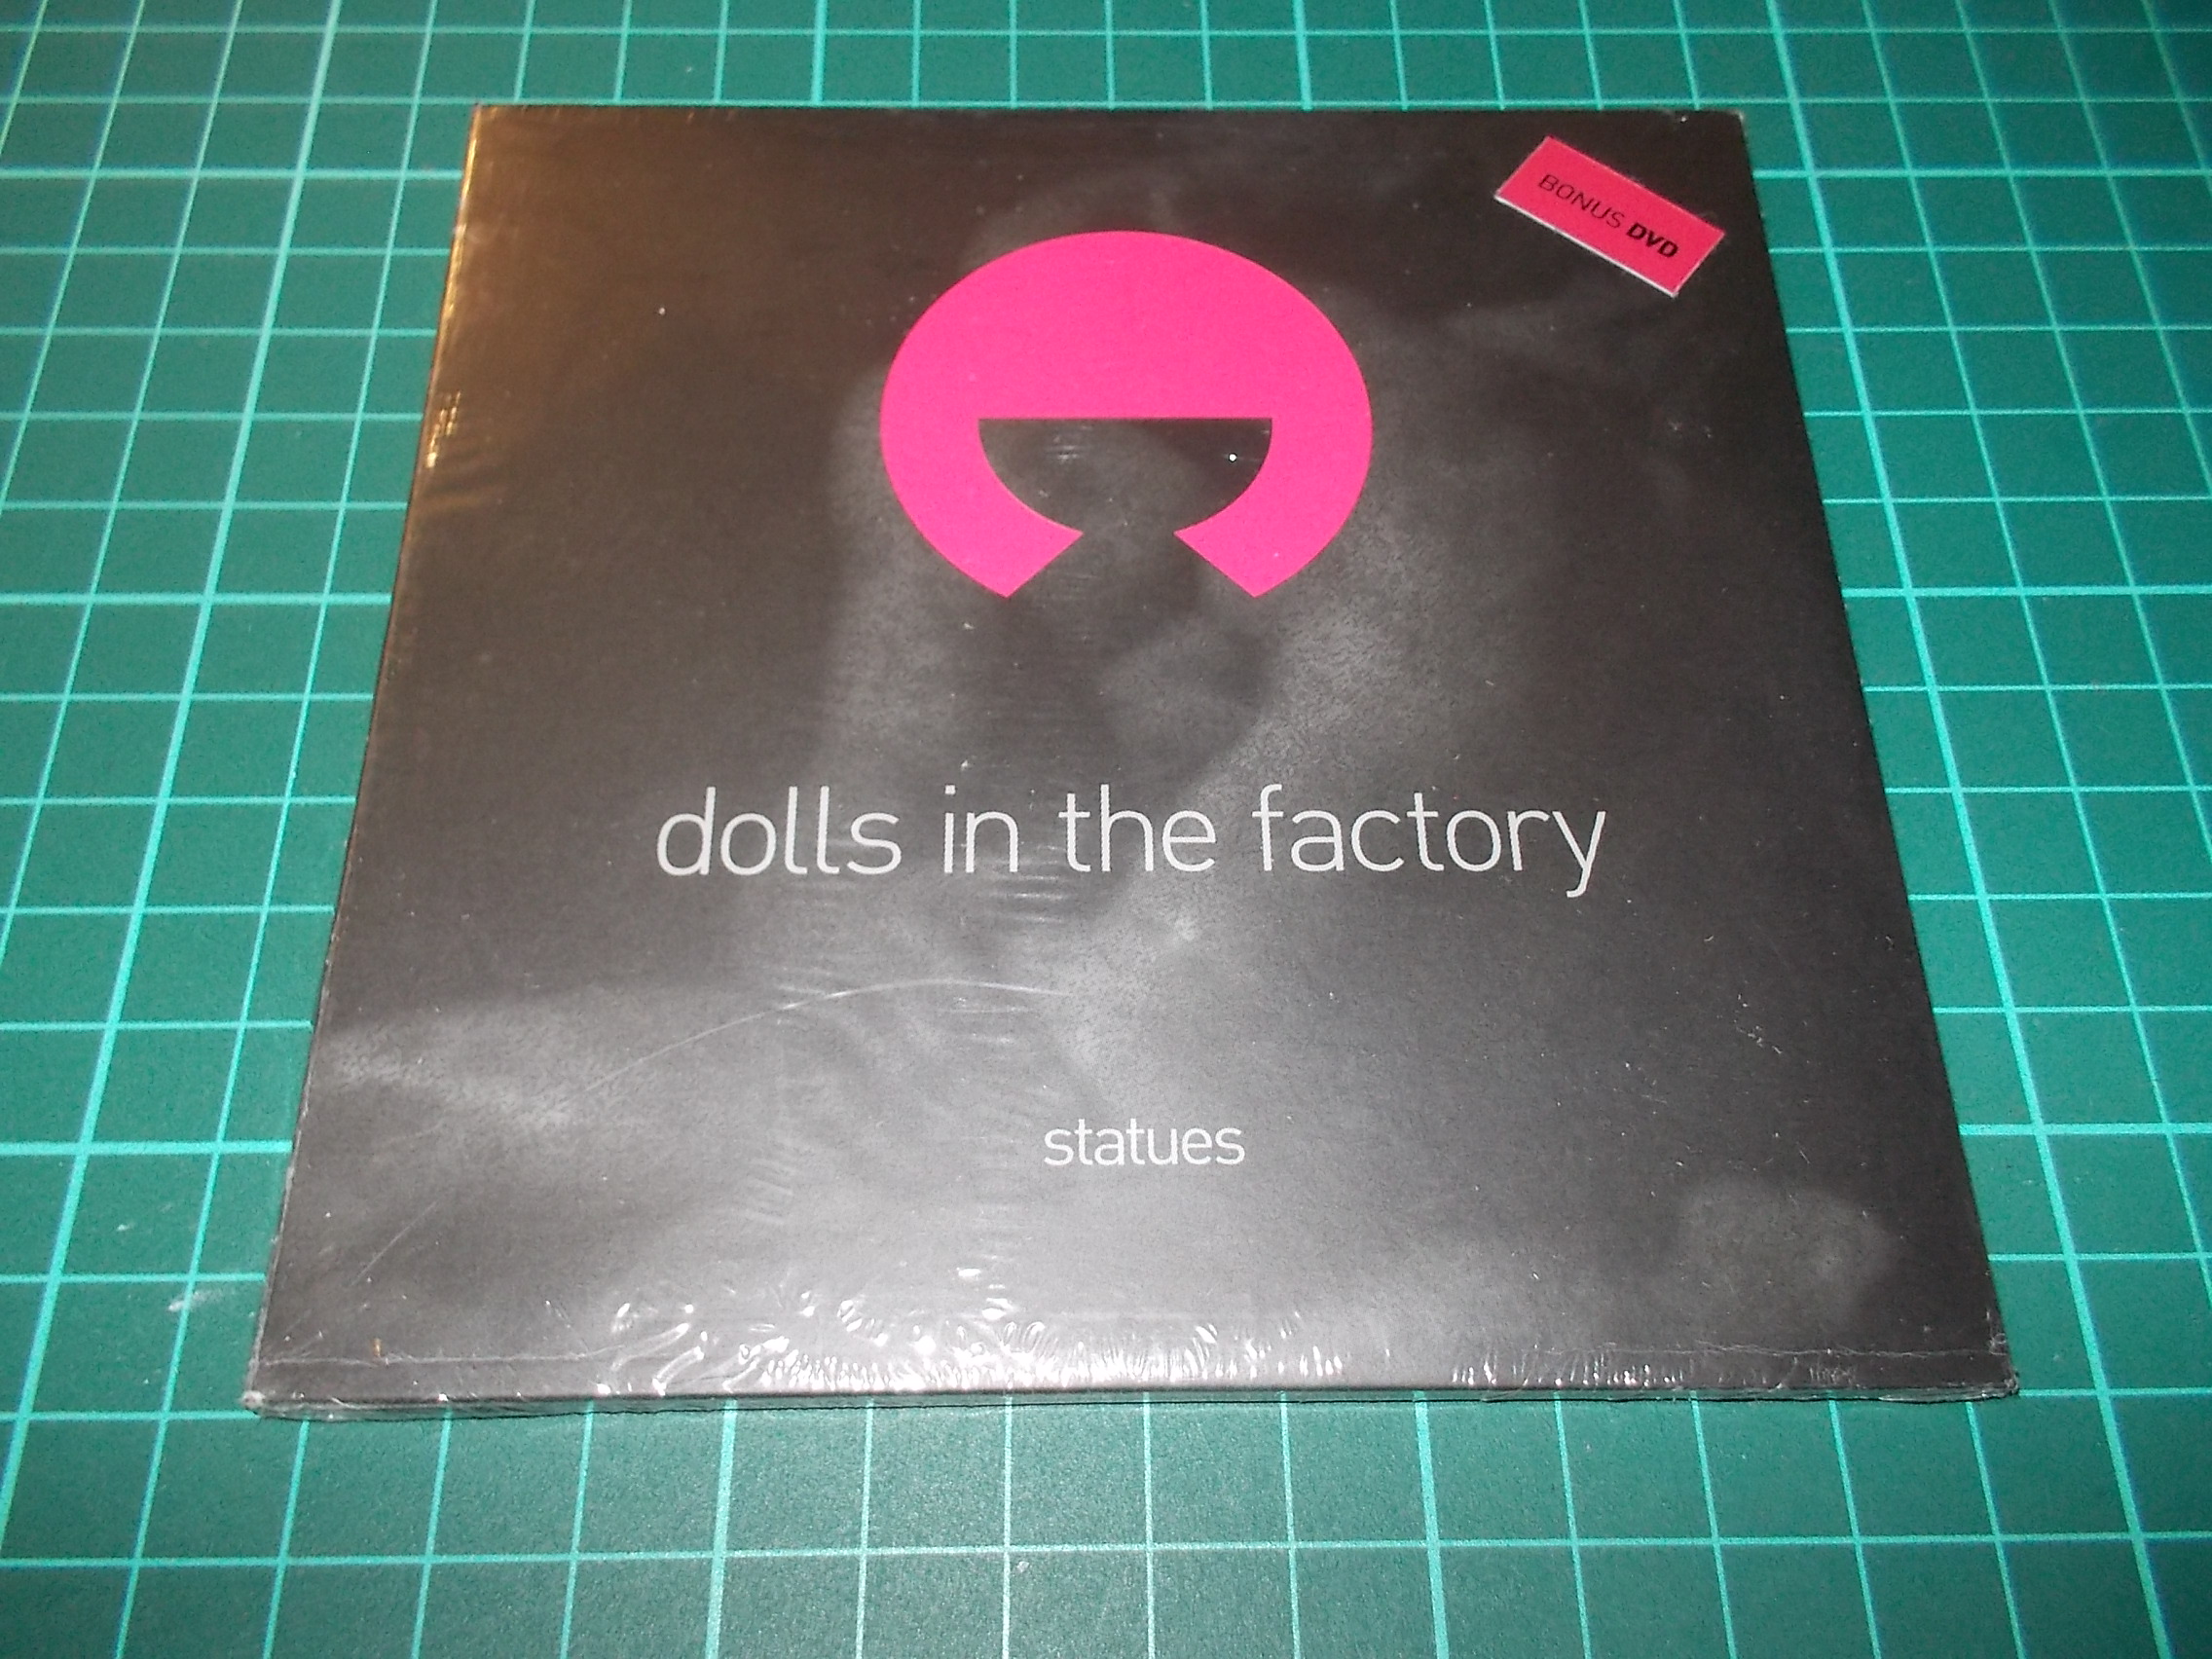 BONUS DVD
dolls in the factory
statues